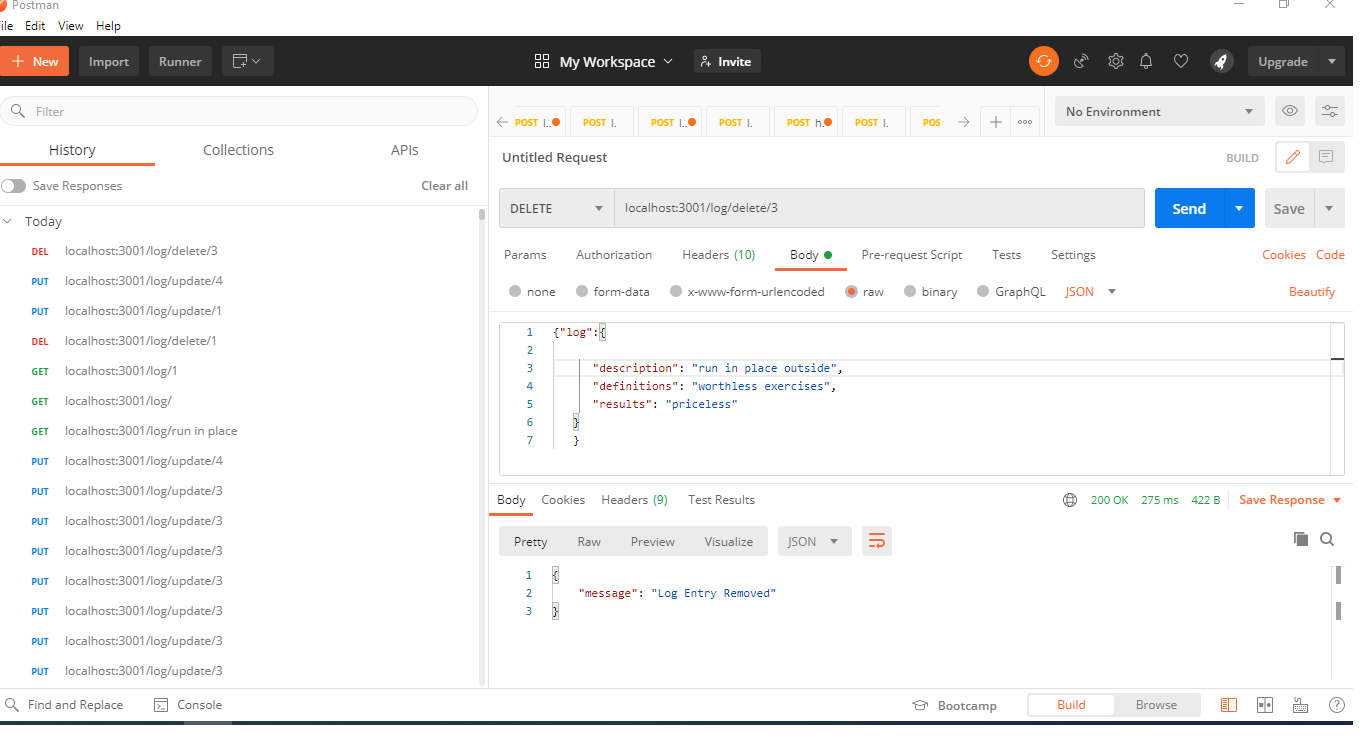 Postman
ile Edit View Help
New Import Runner My Workspace Invite Upgrade
Filter
History Collections APIs
Save Responses Clear all
Today
DEL localhost:3001/log/delete/3
PUT localhost:3001/log/update/4
PUT localhost:3001/log/update/1
DEL localhost:3001/log/delete/1
GET localhost:3001/log/1
GET localhost:3001/log/
GET localhost:3001/log/run in place
PUT localhost:3001/log/update/4
PUT localhost:3001/log/update/3
PUT localhost:3001/log/update/3
PUT localhost:3001/log/update/3
PUT localhost:3001/log/update/3
PUT localhost:3001/log/update/3
PUT localhost:3001/log/update/3
PUT localhost:3001/log/update/3
POST l.. POST l. POST l.. POST l. POST h. POST l. POS No Environment
Untitled Request BUILD
DELETE localhost:3001/log/delete/3 Send Save
Params Authorization Headers (10) Body Pre-request Script Tests Settings Cookies Code
none form-data x-www-form-urlencoded raw binary GraphQL JSON Beautify
1 {"log":{
2
3 "description": "run in place outside",
4 "definitions": "worthless exercises",
5 "results": "priceless"
6 }
7 }
Body Cookies Headers (9) Test Results 200 OK 275 ms 422 B Save Response
Pretty Raw Preview Visualize JSON
1 {
2 "message": "Log Entry Removed"
3 }
Find and Replace Console Bootcamp Build Browse